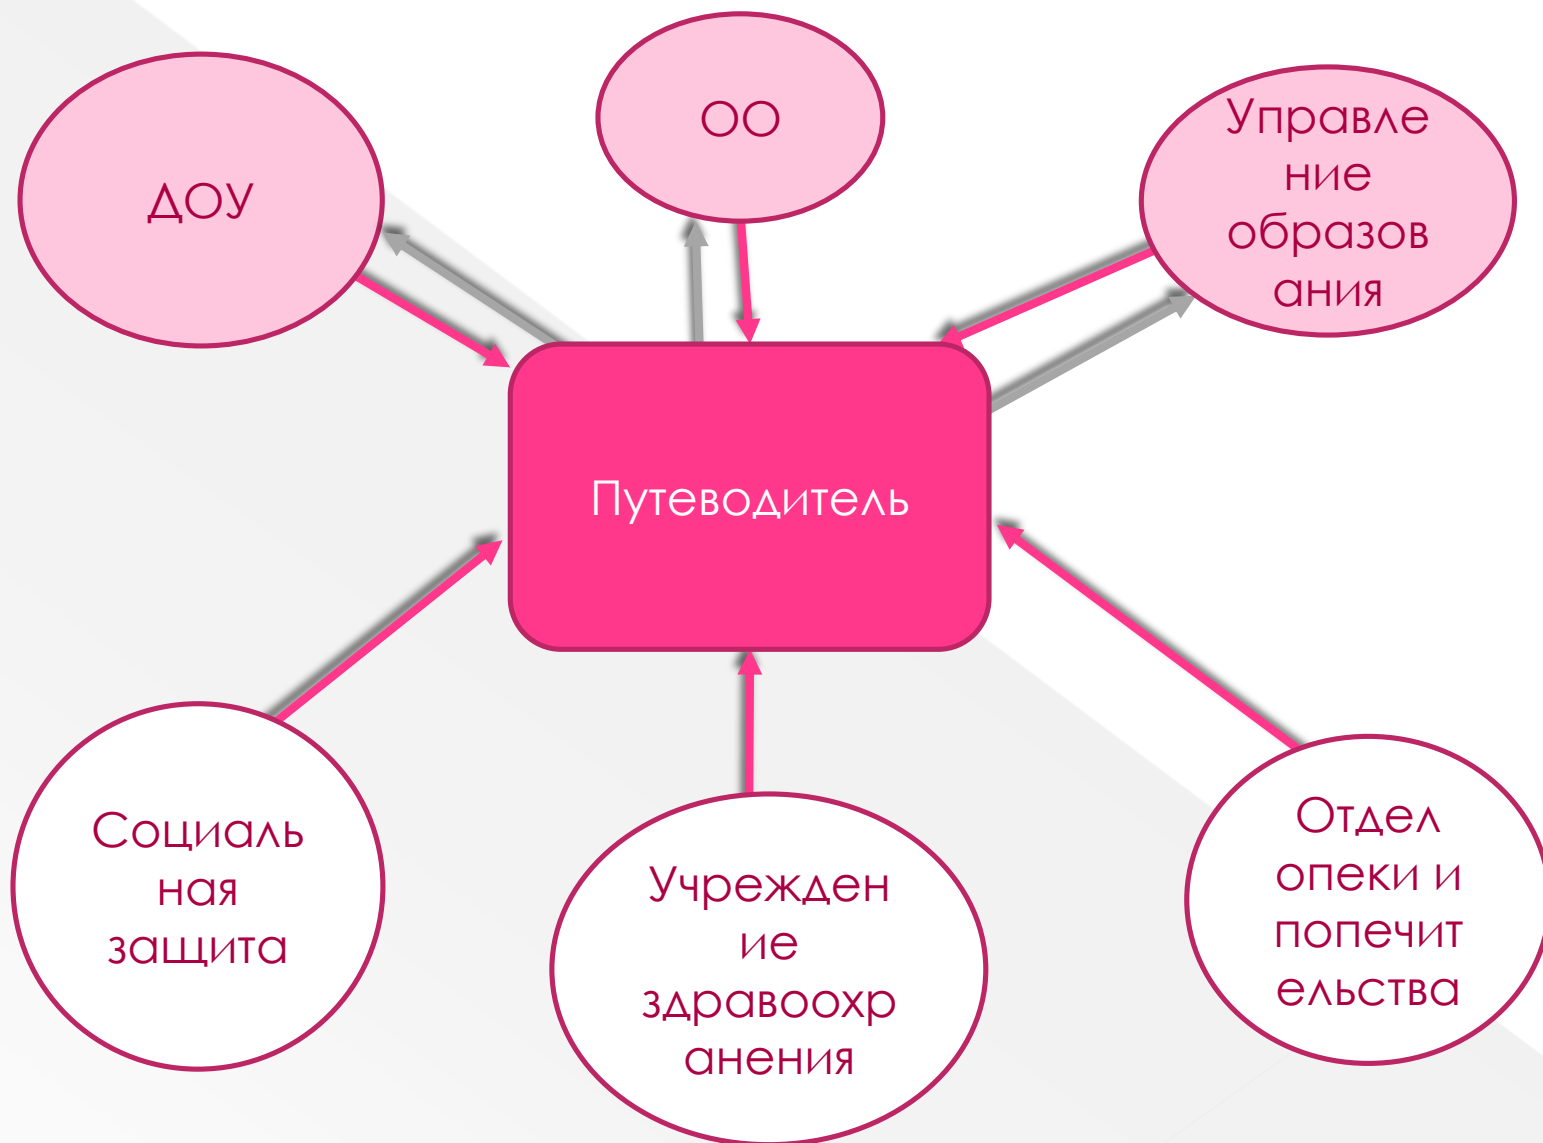 ДОУ
ОО
Управле
ние
образов
ания
Путеводитель
Социаль
ная
защита
Учрежден
ие
здравоохр
анения
Отдел
опеки и
попечит
ельства